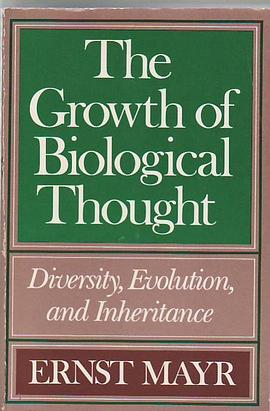 The
Growth of
Biological
Thought
Diversity, Evolution,
and Inheritance
ERNST MAYR